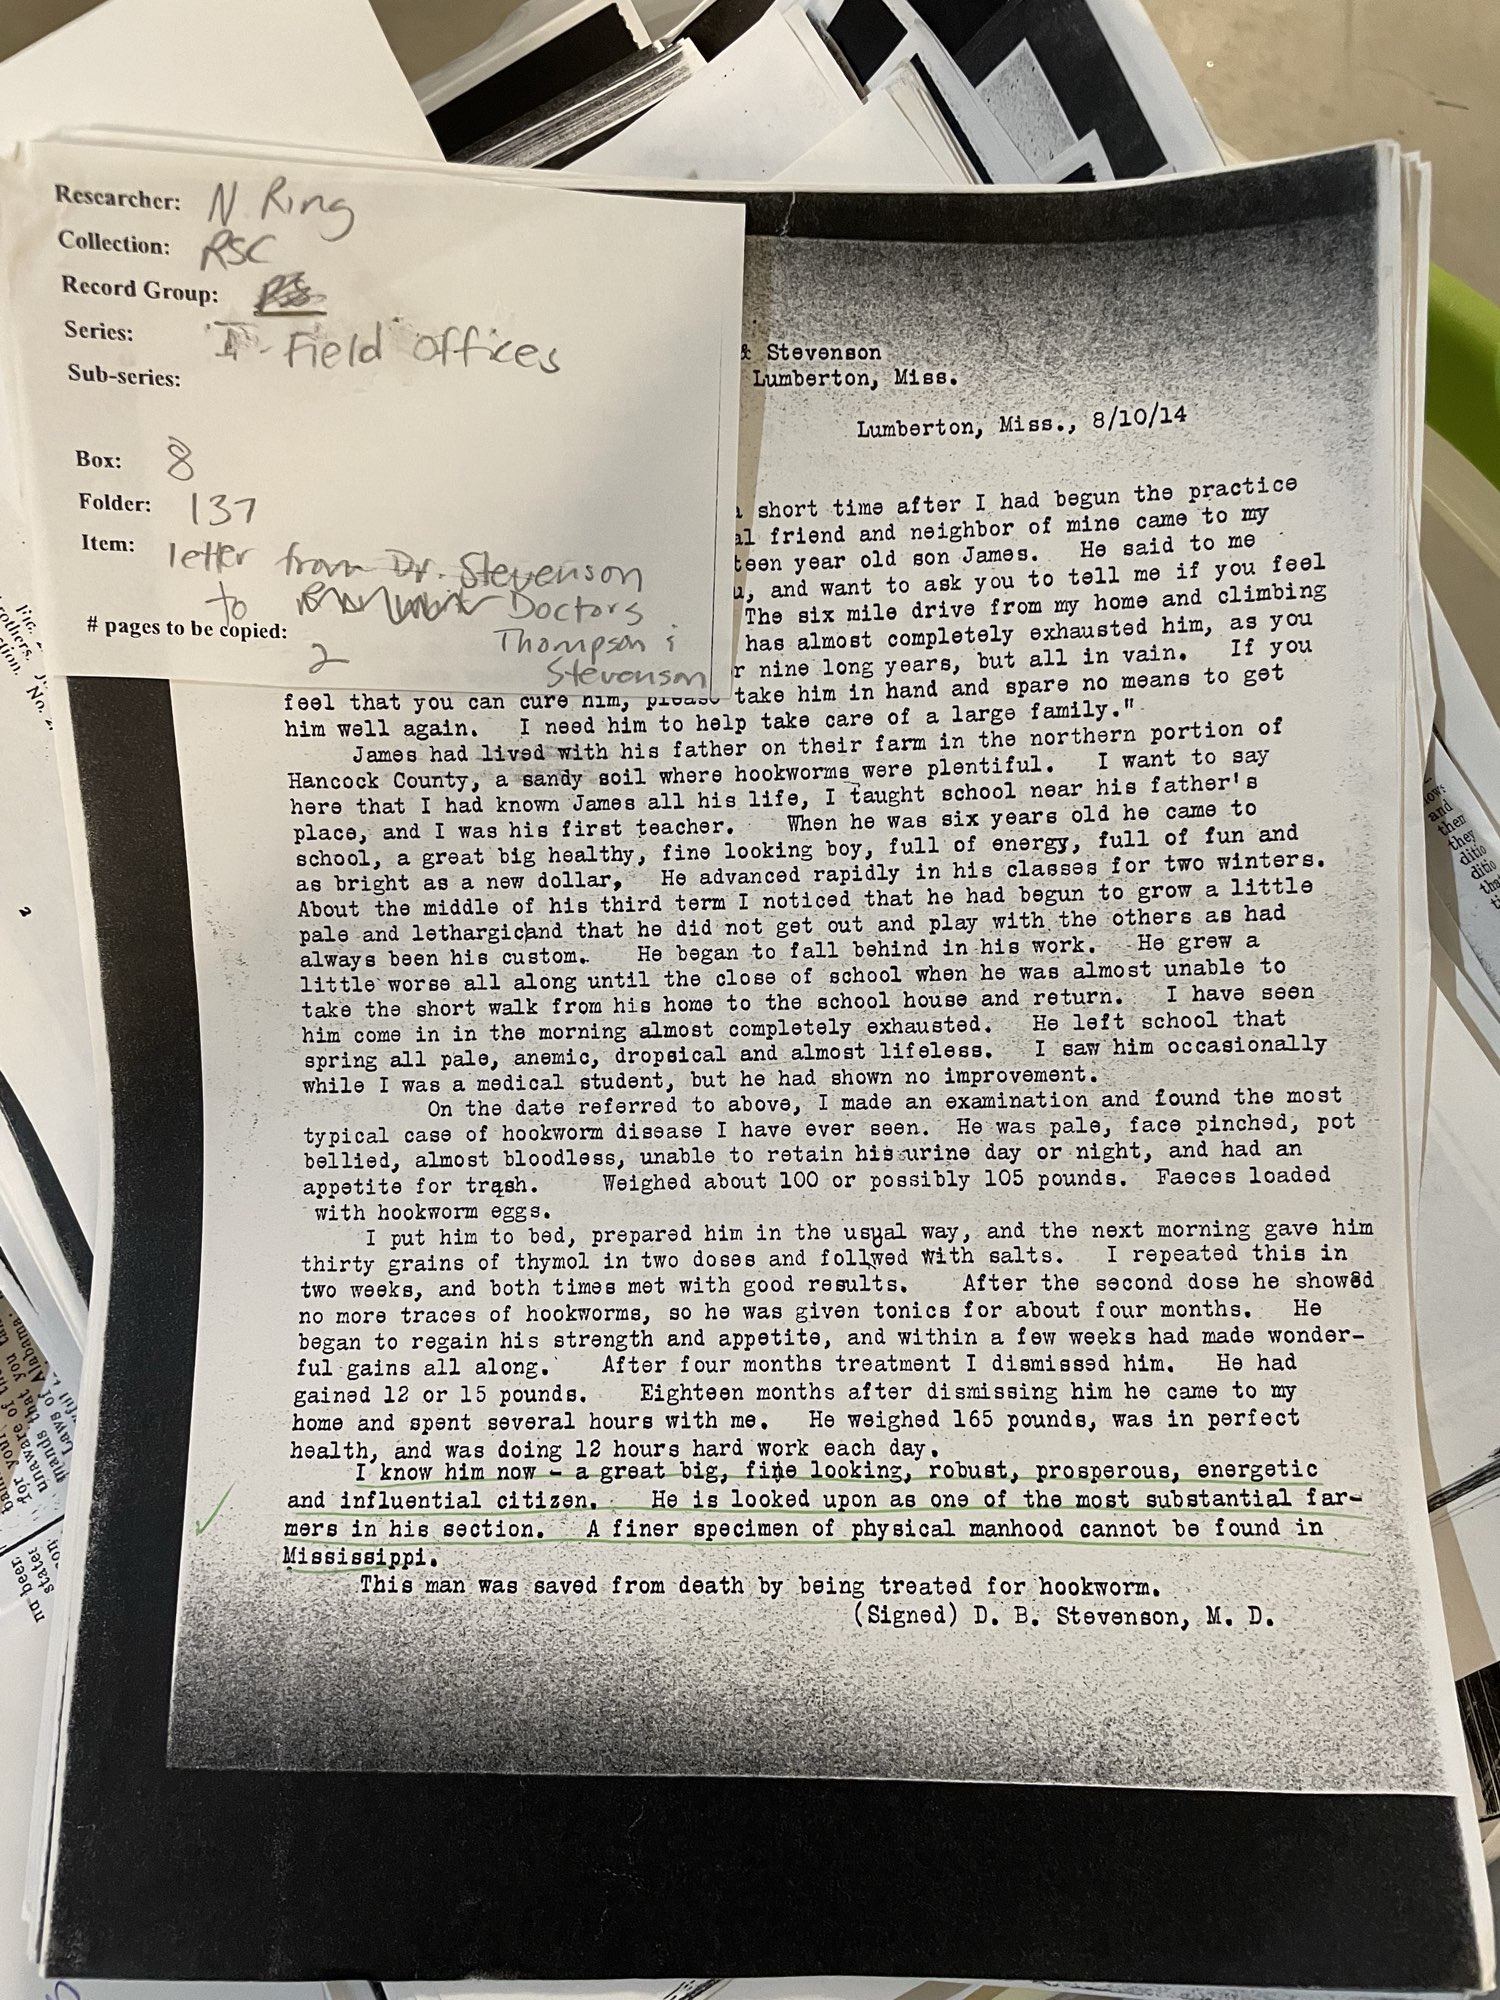 Researcher: N Ring
Collection: RSC
Record Group:
Series: I - Field Offices
Sub-series:
Box: 8
Folder: 137
Item: letter from Dr. Stevenson
to Doctors
Thompson &
Stevenson
# pages to be copied:
2
& Stevenson
Lumberton, Miss.
Lumberton, Miss., 8/10/14
short time after I had begun the practice
friend and neighbor of mine came to my
year old son James. He said to me
and want to ask you to tell me if you feel
The six mile drive from my home and climbing
has almost completely exhausted him, as you
nine long years, but all in vain. If you
feel that you can cure him, please take him in hand and spare no means to get
him well again. I need him to help take care of a large family."
James had lived with his father on their farm in the northern portion of
Hancock County, a sandy soil where hookworms were plentiful. I want to say
here that I had known James all his life, I taught school near his father's
place, and I was his first teacher. When he was six years old he came to
school, a great big healthy, fine looking boy, full of energy, full of fun and
as bright as a new dollar, He advanced rapidly in his classes for two winters.
About the middle of his third term I noticed that he had begun to grow a little
pale and lethargic|and that he did not get out and play with the others as had
always been his custom. He began to fall behind in his work. He grew a
little worse all along until the close of school when he was almost unable to
take the short walk from his home to the school house and return. I have seen
him come in in the morning almost completely exhausted. He left school that
spring all pale, anemic, dropsical and almost lifeless. I saw him occasionally
while I was a medical student, but he had shown no improvement.
On the date referred to above, I made an examination and found the most
typical case of hookworm disease I have ever seen. He was pale, face pinched, pot
bellied, almost bloodless, unable to retain his urine day or night, and had an
appetite for trash. Weighed about 100 or possibly 105 pounds. Faeces loaded
with hookworm eggs.
I put him to bed, prepared him in the usual way, and the next morning gave him
thirty grains of thymol in two doses and follwed with salts. I repeated this in
two weeks, and both times met with good results. After the second dose he showed
no more traces of hookworms, so he was given tonics for about four months. He
began to regain his strength and appetite, and within a few weeks had made wonder-
ful gains all along. After four months treatment I dismissed him. He had
gained 12 or 15 pounds. Eighteen months after dismissing him he came to my
home and spent several hours with me. He weighed 165 pounds, was in perfect
health, and was doing 12 hours hard work each day.
I know him now - a great big, fine looking, robust, prosperous, energetic
and influential citizen. He is looked upon as one of the most substantial far-
mers in his section. A finer specimen of physical manhood cannot be found in
Mississippi.
This man was saved from death by being treated for hookworm.
(Signed) D. B. Stevenson, M. D.